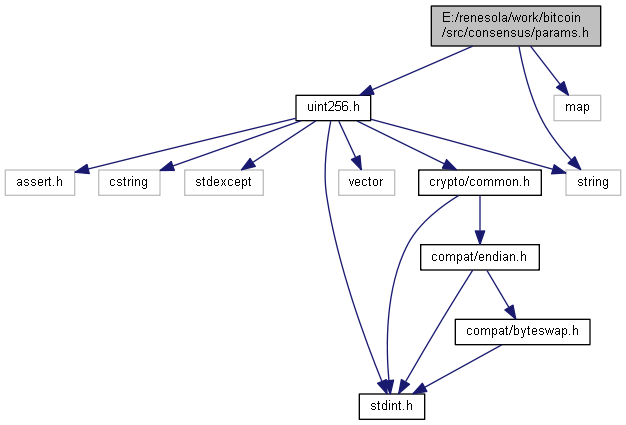 E:/renesola/work/bitcoin
/src/consensus/params.h
uint256.h
map
assert.h
cstring
stdexcept
vector
crypto/common.h
string
compat/endian.h
compat/byteswap.h
stdint.h